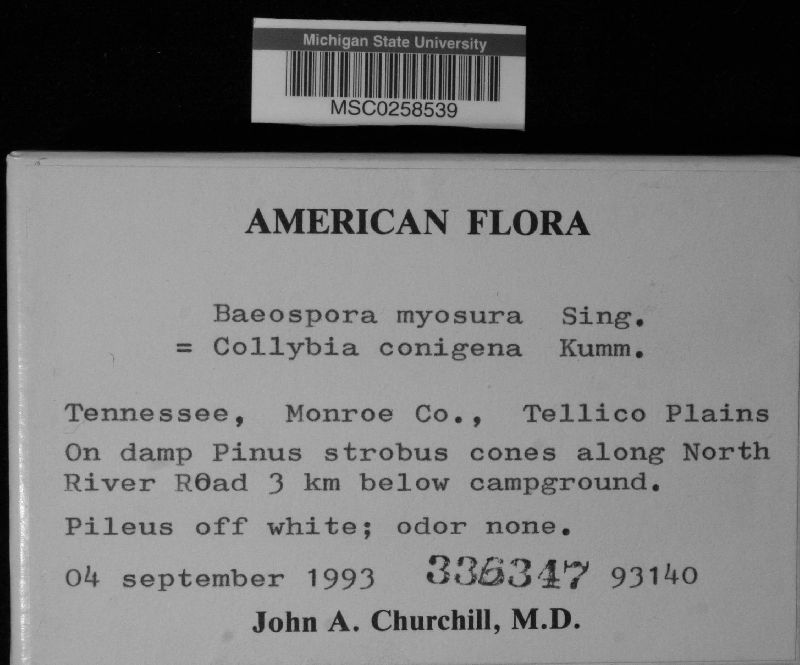 Michigan State University
MSC0258539
AMERICAN FLORA
Baeospora myosura Sing.
= Collybia conigena Kumm.
Tennessee, Monroe Co., Tellico Plains
On damp Pinus strobus cones along North
River R0ad 3 km below campground.
Pileus off white; odor none.
04 september 1993 336347 93140
John A. Churchill, M.D.